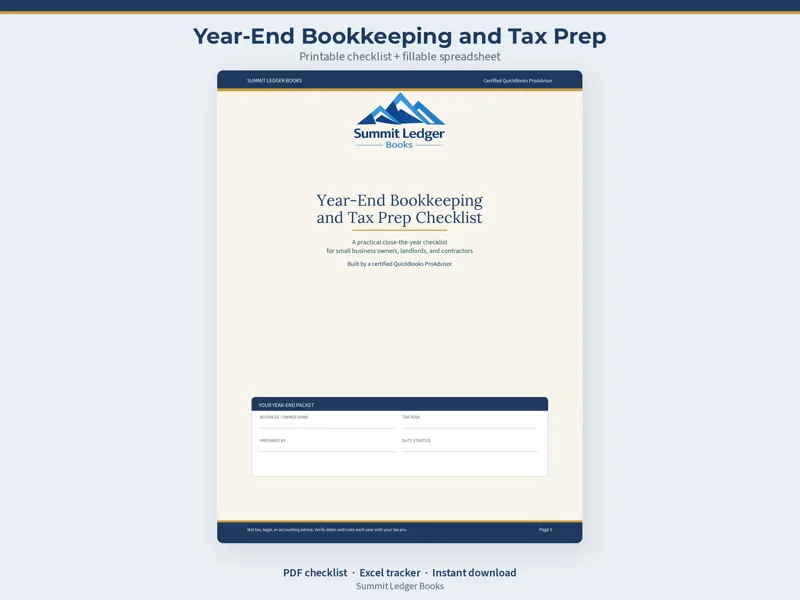 Year-End Bookkeeping and Tax Prep
Printable checklist + fillable spreadsheet
SUMMIT LEDGER BOOKS
Certified QuickBooks ProAdvisor
Summit Ledger
Books
Year-End Bookkeeping
and Tax Prep Checklist
A practical close-the-year checklist
for small business owners, landlords, and contractors
Built by a certified QuickBooks ProAdvisor
YOUR YEAR-END PACKET
BUSINESS / OWNER NAME
TAX YEAR
PREPARED BY
DATE STARTED
Not tax, legal, or accounting advice. Verify dates and rules each year with your tax pro.
Page 1
PDF checklist · Excel tracker · Instant download
Summit Ledger Books